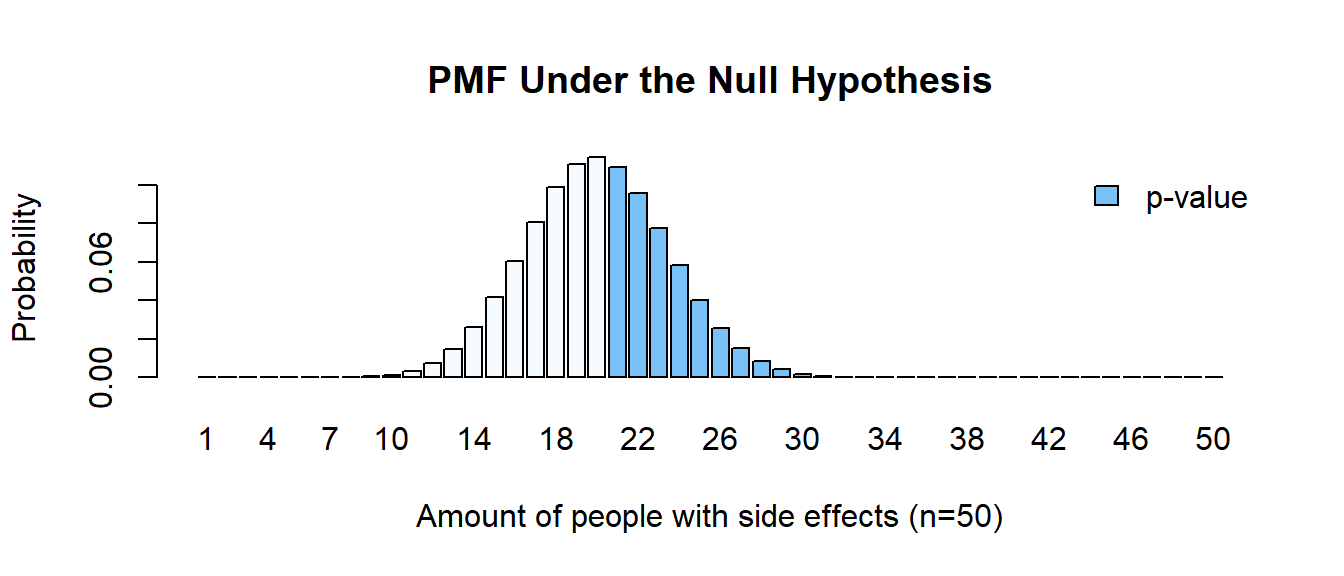 PMF Under the Null Hypothesis
p-value
Probability
0.06
0.00
1 4 7 10 14 18 22 26 30 34 38 42 46 50
Amount of people with side effects (n=50)